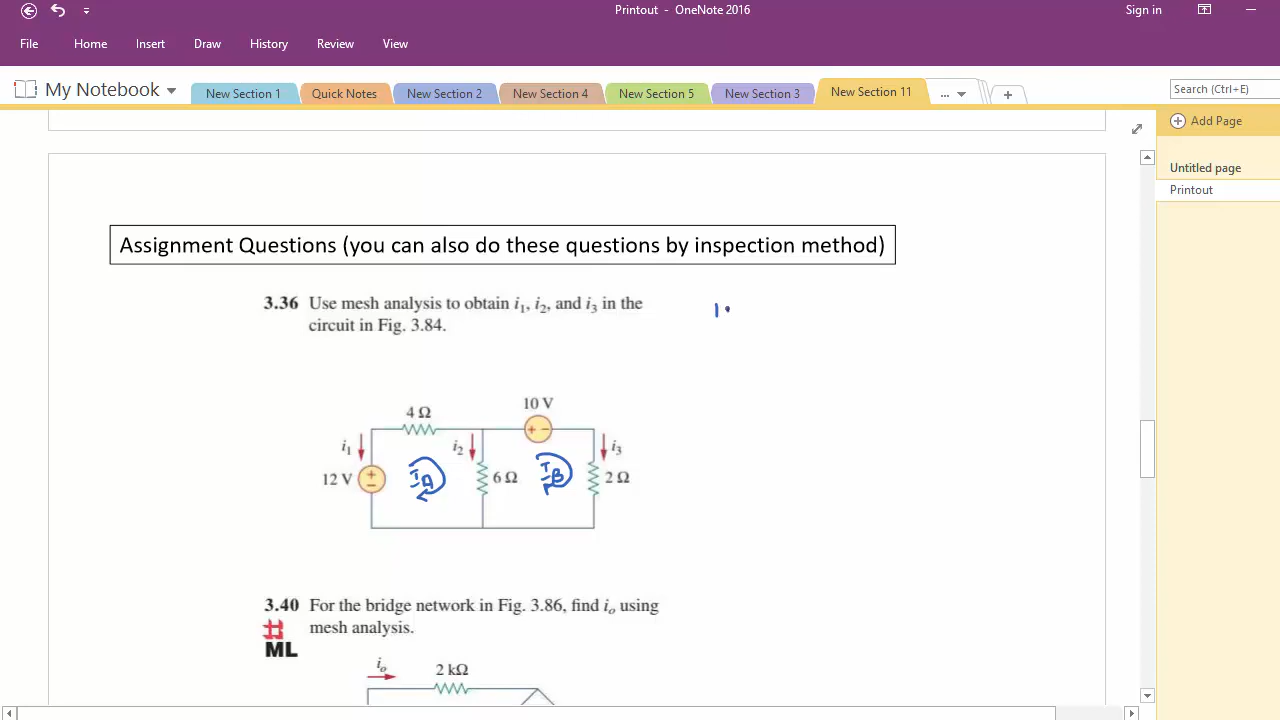 Printout - OneNote 2016
Sign in
File Home Insert Draw History Review View
My Notebook
New Section 1 Quick Notes New Section 2 New Section 4 New Section 5 New Section 3 New Section 11 ... +
Search (Ctrl+E)
Add Page
Untitled page
Printout
Assignment Questions (you can also do these questions by inspection method)
3.36 Use mesh analysis to obtain i₁, i₂, and i₃ in the
circuit in Fig. 3.84.
10 V
4 Ω
+ −
i₁ i₂ i₃
12 V + − I_A 6 Ω I_B 2 Ω
3.40 For the bridge network in Fig. 3.86, find iₒ using
ML mesh analysis.
iₒ 2 kΩ